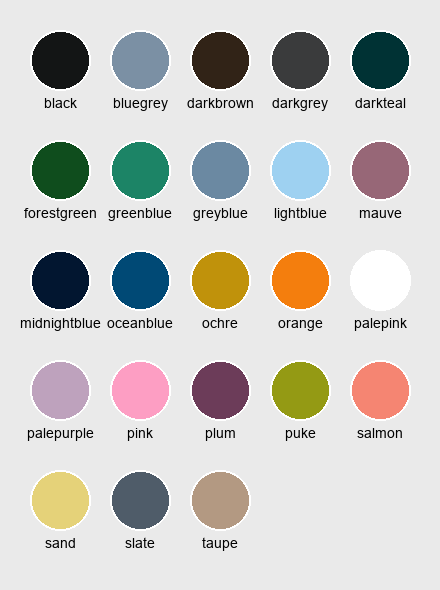 black bluegrey darkbrown darkgrey darkteal
forestgreen greenblue greyblue lightblue mauve
midnightblue oceanblue ochre orange palepink
palepurple pink plum puke salmon
sand slate taupe